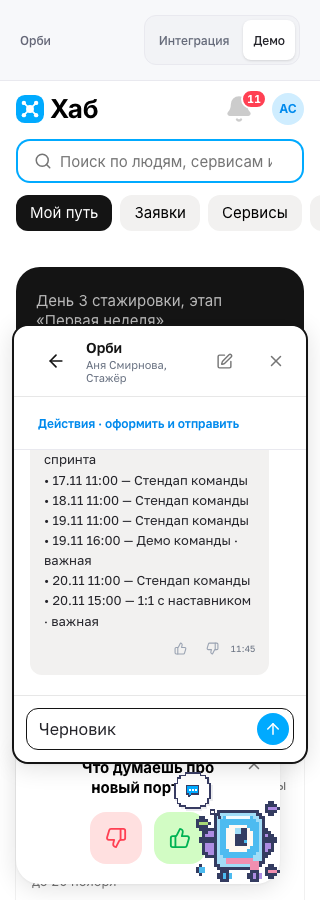 Орби
Интеграция
Демо
Хаб
11
АС
Поиск по людям, сервисам и
Мой путь
Заявки
Сервисы
День 3 стажировки, этап
«Первая неделя»
Орби
Аня Смирнова,
Стажёр
Действия · оформить и отправить
спринта
• 17.11 11:00 — Стендап команды
• 18.11 11:00 — Стендап команды
• 19.11 11:00 — Стендап команды
• 19.11 16:00 — Демо команды ·
важная
• 20.11 11:00 — Стендап команды
• 20.11 15:00 — 1:1 с наставником
· важная
11:45
Черновик
Что думаешь про
новый
до 20 ноября